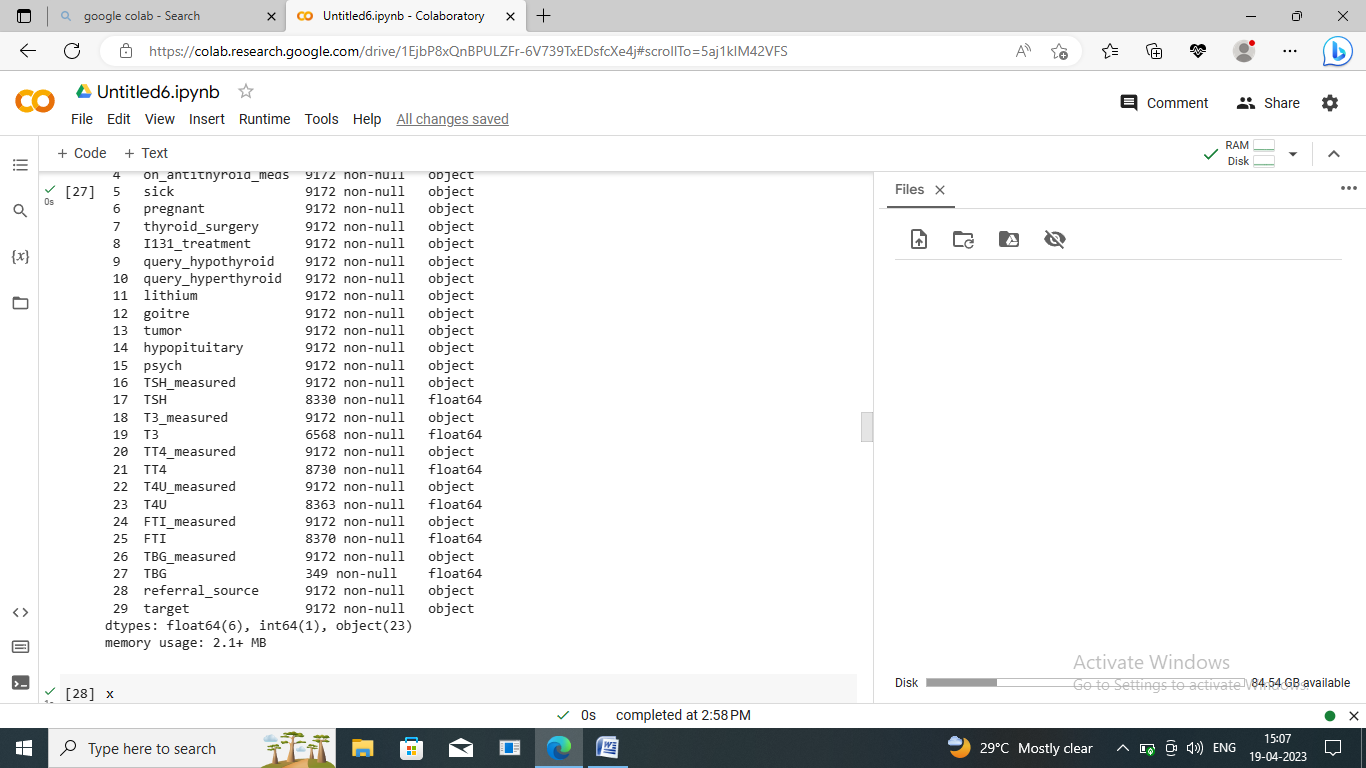 google colab - Search
Untitled6.ipynb - Colaboratory
https://colab.research.google.com/drive/1EjbP8xQnBPULZFr-6V739TxEDsfcXe4j#scrollTo=5aj1klM42VFS
Untitled6.ipynb
File Edit View Insert Runtime Tools Help All changes saved
Comment
Share
+ Code + Text
RAM
Disk
4 on_antithyroid_meds 9172 non-null object
[27] 5 sick 9172 non-null object
0s
6 pregnant 9172 non-null object
7 thyroid_surgery 9172 non-null object
8 I131_treatment 9172 non-null object
9 query_hypothyroid 9172 non-null object
10 query_hyperthyroid 9172 non-null object
11 lithium 9172 non-null object
12 goitre 9172 non-null object
13 tumor 9172 non-null object
14 hypopituitary 9172 non-null object
15 psych 9172 non-null object
16 TSH_measured 9172 non-null object
17 TSH 8330 non-null float64
18 T3_measured 9172 non-null object
19 T3 6568 non-null float64
20 TT4_measured 9172 non-null object
21 TT4 8730 non-null float64
22 T4U_measured 9172 non-null object
23 T4U 8363 non-null float64
24 FTI_measured 9172 non-null object
25 FTI 8370 non-null float64
26 TBG_measured 9172 non-null object
27 TBG 349 non-null float64
28 referral_source 9172 non-null object
29 target 9172 non-null object
dtypes: float64(6), int64(1), object(23)
memory usage: 2.1+ MB
[28] x
Files
Activate Windows
Go to Settings to activate Windows.
Disk 84.54 GB available
0s completed at 2:58 PM
Type here to search
29°C Mostly clear
ENG
15:07
19-04-2023